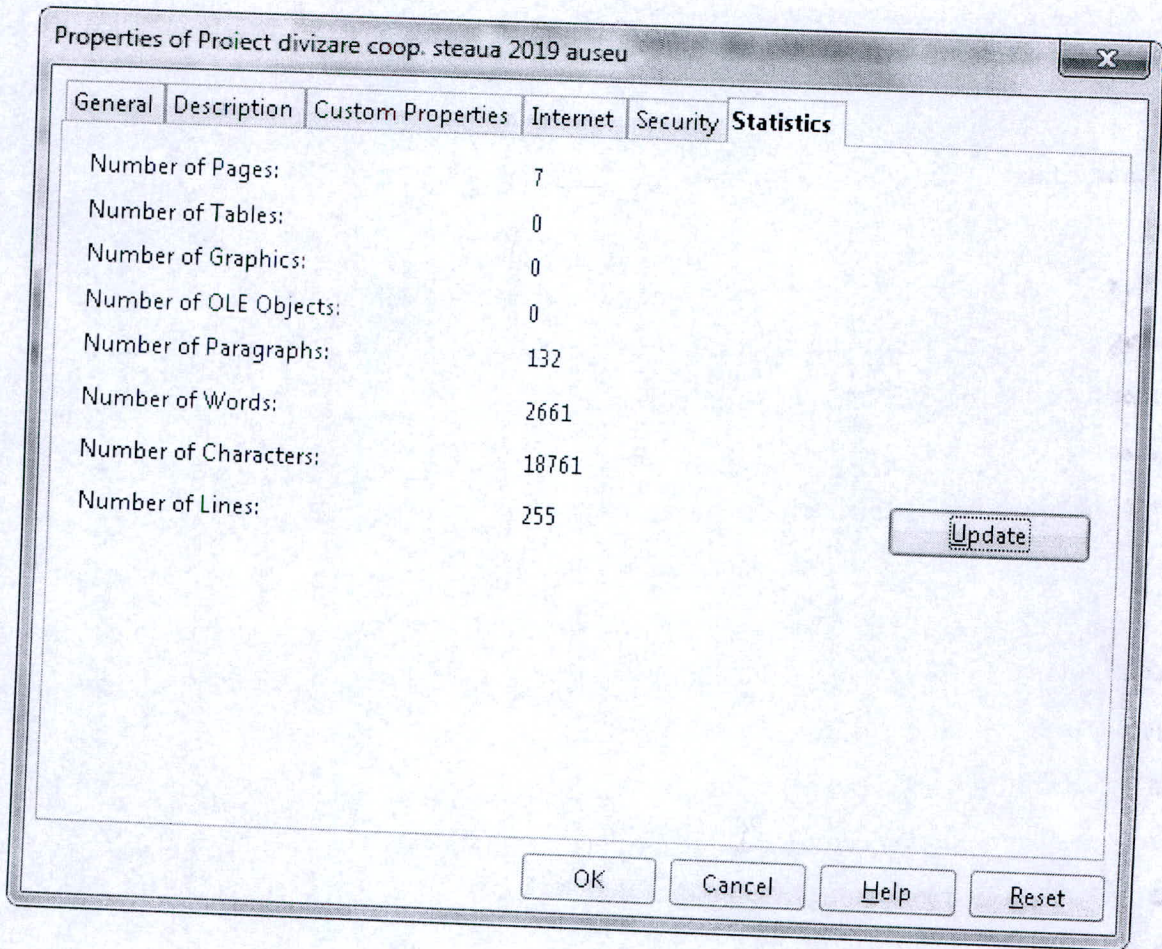 Properties of Proiect divizare coop. steaua 2019 auseu
General Description Custom Properties Internet Security Statistics
Number of Pages: 7
Number of Tables: 0
Number of Graphics: 0
Number of OLE Objects: 0
Number of Paragraphs: 132
Number of Words: 2661
Number of Characters: 18761
Number of Lines: 255
Update
OK Cancel Help Reset